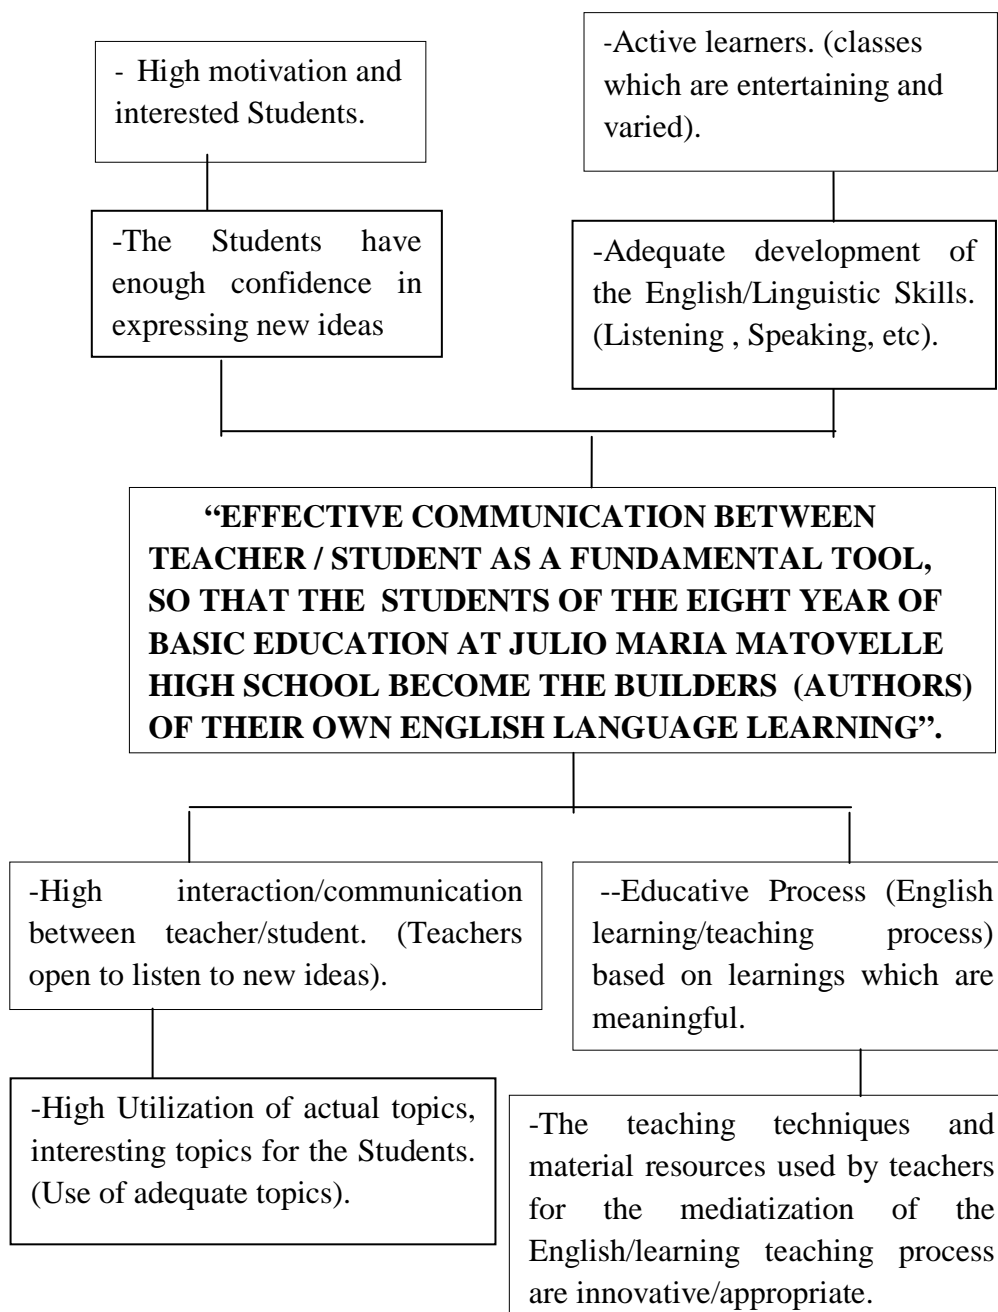 - High motivation and
interested Students.
-Active learners. (classes
which are entertaining and
varied).
-The Students have
enough confidence in
expressing new ideas
-Adequate development of
the English/Linguistic Skills.
(Listening , Speaking, etc).
“EFFECTIVE COMMUNICATION BETWEEN
TEACHER / STUDENT AS A FUNDAMENTAL TOOL,
SO THAT THE STUDENTS OF THE EIGHT YEAR OF
BASIC EDUCATION AT JULIO MARIA MATOVELLE
HIGH SCHOOL BECOME THE BUILDERS (AUTHORS)
OF THEIR OWN ENGLISH LANGUAGE LEARNING”.
-High interaction/communication
between teacher/student. (Teachers
open to listen to new ideas).
--Educative Process (English
learning/teaching process)
based on learnings which are
meaningful.
-High Utilization of actual topics,
interesting topics for the Students.
(Use of adequate topics).
-The teaching techniques and
material resources used by teachers
for the mediatization of the
English/learning teaching process
are innovative/appropriate.